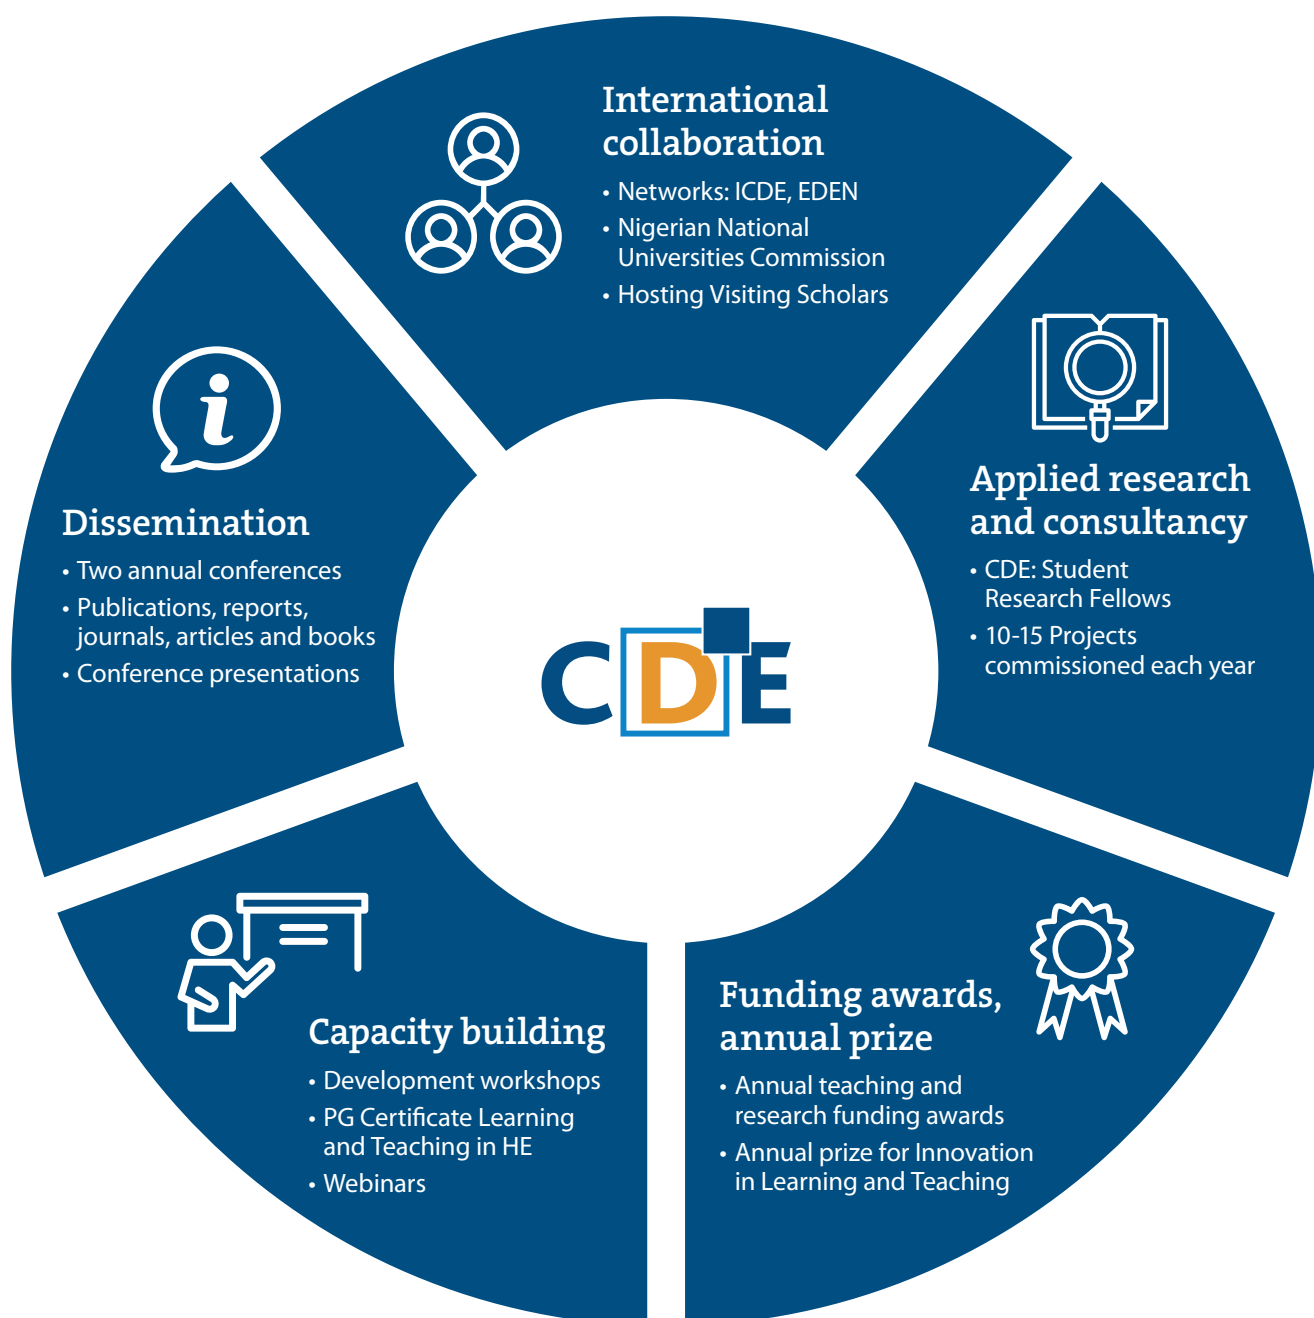 International
collaboration
• Networks: ICDE, EDEN
• Nigerian National
Universities Commission
• Hosting Visiting Scholars
Applied research
and consultancy
• CDE: Student
Research Fellows
• 10-15 Projects
commissioned each year
Funding awards,
annual prize
• Annual teaching and
research funding awards
• Annual prize for Innovation
in Learning and Teaching
Capacity building
• Development workshops
• PG Certificate Learning
and Teaching in HE
• Webinars
i
Dissemination
• Two annual conferences
• Publications, reports,
journals, articles and books
• Conference presentations
CDE